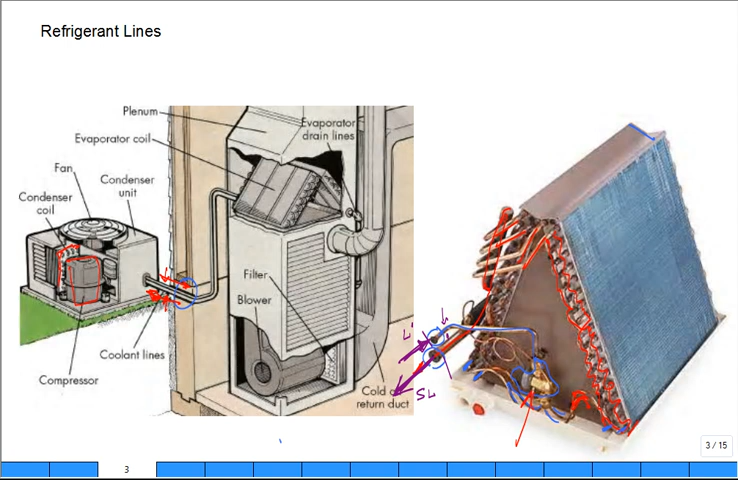 Refrigerant Lines
Plenum
Evaporator
drain lines
Evaporator coil
Fan
Condenser
unit
Condenser
coil
Filter
Blower
Coolant lines
Compressor
Cold
return duct
L
L
SL
3 / 15
3